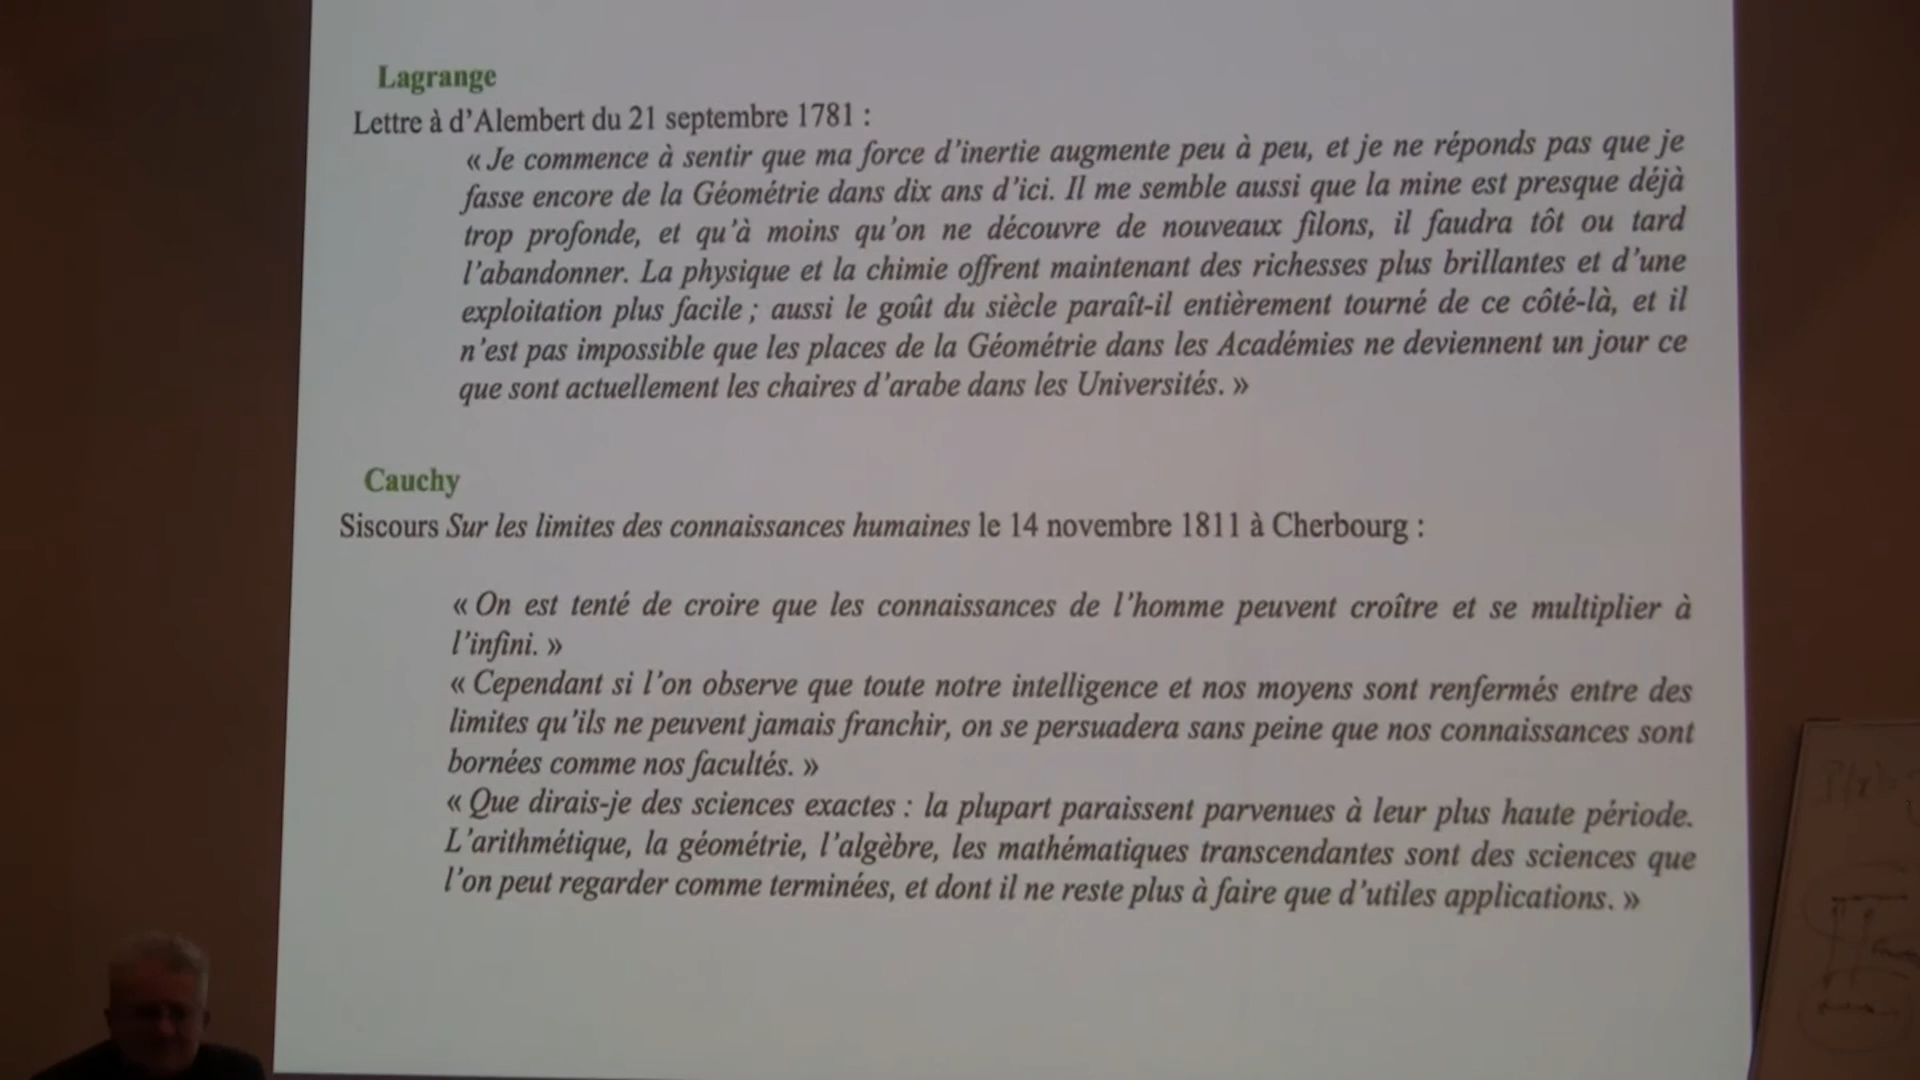 Lagrange
Lettre à d’Alembert du 21 septembre 1781 :
« Je commence à sentir que ma force d’inertie augmente peu à peu, et je ne réponds pas que je
fasse encore de la Géométrie dans dix ans d’ici. Il me semble aussi que la mine est presque déjà
trop profonde, et qu’à moins qu’on ne découvre de nouveaux filons, il faudra tôt ou tard
l’abandonner. La physique et la chimie offrent maintenant des richesses plus brillantes et d’une
exploitation plus facile ; aussi le goût du siècle paraît-il entièrement tourné de ce côté-là, et il
n’est pas impossible que les places de la Géométrie dans les Académies ne deviennent un jour ce
que sont actuellement les chaires d’arabe dans les Universités. »
Cauchy
Siscours Sur les limites des connaissances humaines le 14 novembre 1811 à Cherbourg :
« On est tenté de croire que les connaissances de l’homme peuvent croître et se multiplier à
l’infini. »
« Cependant si l’on observe que toute notre intelligence et nos moyens sont renfermés entre des
limites qu’ils ne peuvent jamais franchir, on se persuadera sans peine que nos connaissances sont
bornées comme nos facultés. »
« Que dirais-je des sciences exactes : la plupart paraissent parvenues à leur plus haute période.
L’arithmétique, la géométrie, l’algèbre, les mathématiques transcendantes sont des sciences que
l’on peut regarder comme terminées, et dont il ne reste plus à faire que d’utiles applications. »